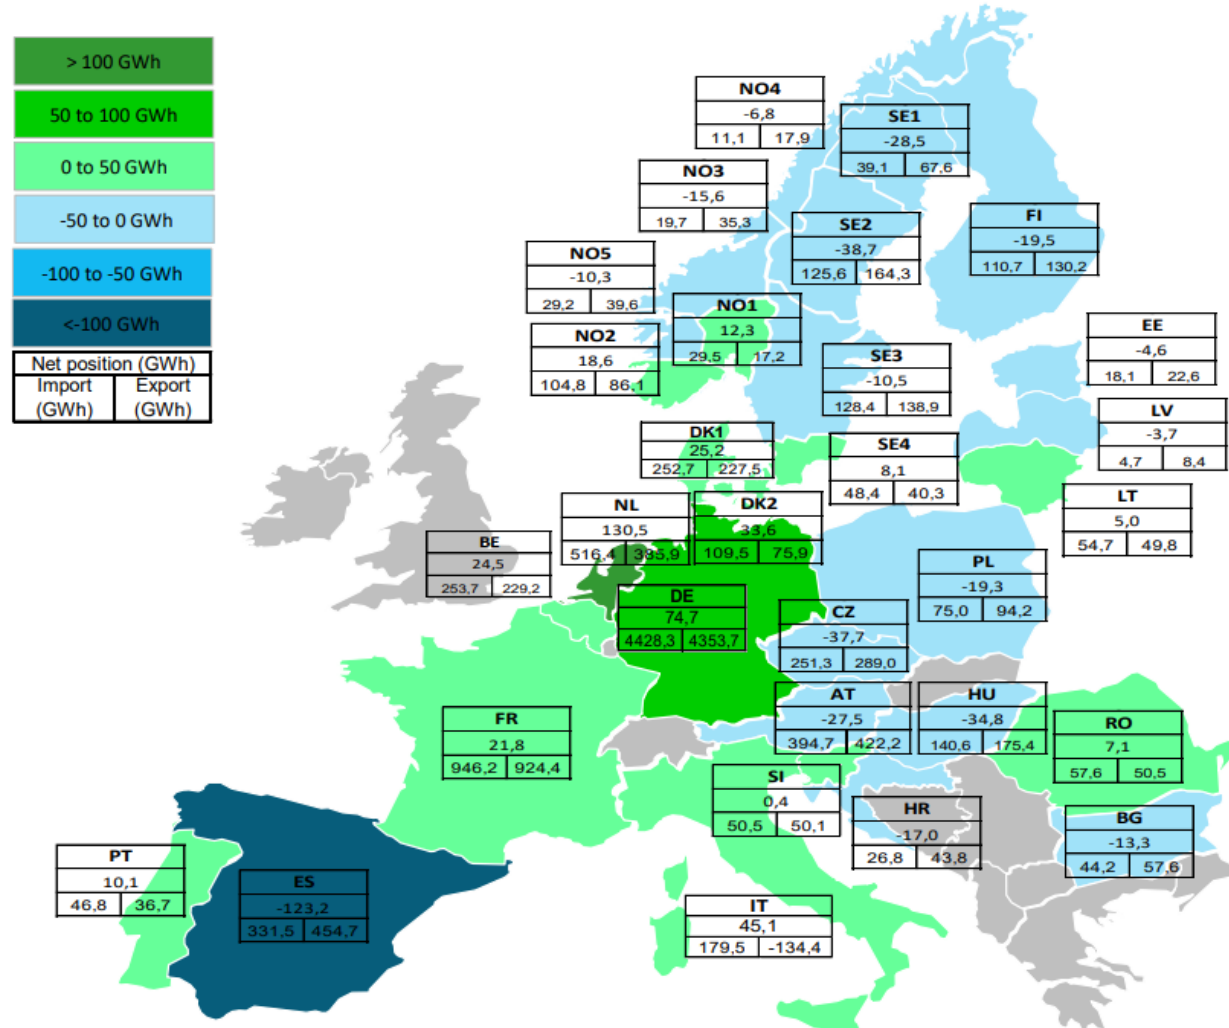 > 100 GWh
50 to 100 GWh
0 to 50 GWh
-50 to 0 GWh
-100 to -50 GWh
<-100 GWh
Net position (GWh)
Import (GWh) Export (GWh)
NO4
-6,8
11,1 17,9
SE1
-28,5
39,1 67,6
NO3
-15,6
19,7 35,3
SE2
-38,7
125,6 164,3
FI
-19,5
110,7 130,2
NO5
-10,3
29,2 39,6
NO1
12,3
29,5 17,2
NO2
18,6
104,8 86,1
EE
-4,6
18,1 22,6
SE3
-10,5
128,4 138,9
LV
-3,7
4,7 8,4
DK1
25,2
252,7 227,5
SE4
8,1
48,4 40,3
LT
5,0
54,7 49,8
NL
130,5
516,4 385,9
DK2
33,6
109,5 75,9
BE
24,5
253,7 229,2
PL
-19,3
75,0 94,2
DE
74,7
4428,3 4353,7
CZ
-37,7
251,3 289,0
AT
-27,5
394,7 422,2
HU
-34,8
140,6 175,4
FR
21,8
946,2 924,4
RO
7,1
57,6 50,5
SI
0,4
50,5 50,1
HR
-17,0
26,8 43,8
BG
-13,3
44,2 57,6
PT
10,1
46,8 36,7
ES
-123,2
331,5 454,7
IT
45,1
179,5 -134,4